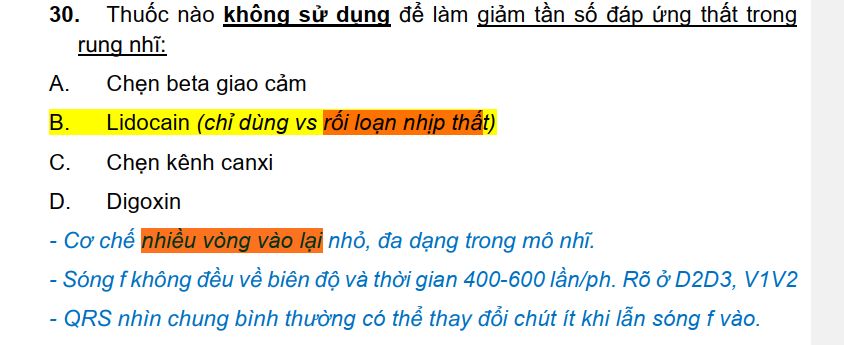 30. Thuốc nào không sử dụng để làm giảm tần số đáp ứng thất trong
rung nhĩ:
A. Chẹn beta giao cảm
B. Lidocain (chỉ dùng vs rối loạn nhịp thất)
C. Chẹn kênh canxi
D. Digoxin
- Cơ chế nhiều vòng vào lại nhỏ, đa dạng trong mô nhĩ.
- Sóng f không đều về biên độ và thời gian 400-600 lần/ph. Rõ ở D2D3, V1V2
- QRS nhìn chung bình thường có thể thay đổi chút ít khi lẫn sóng f vào.